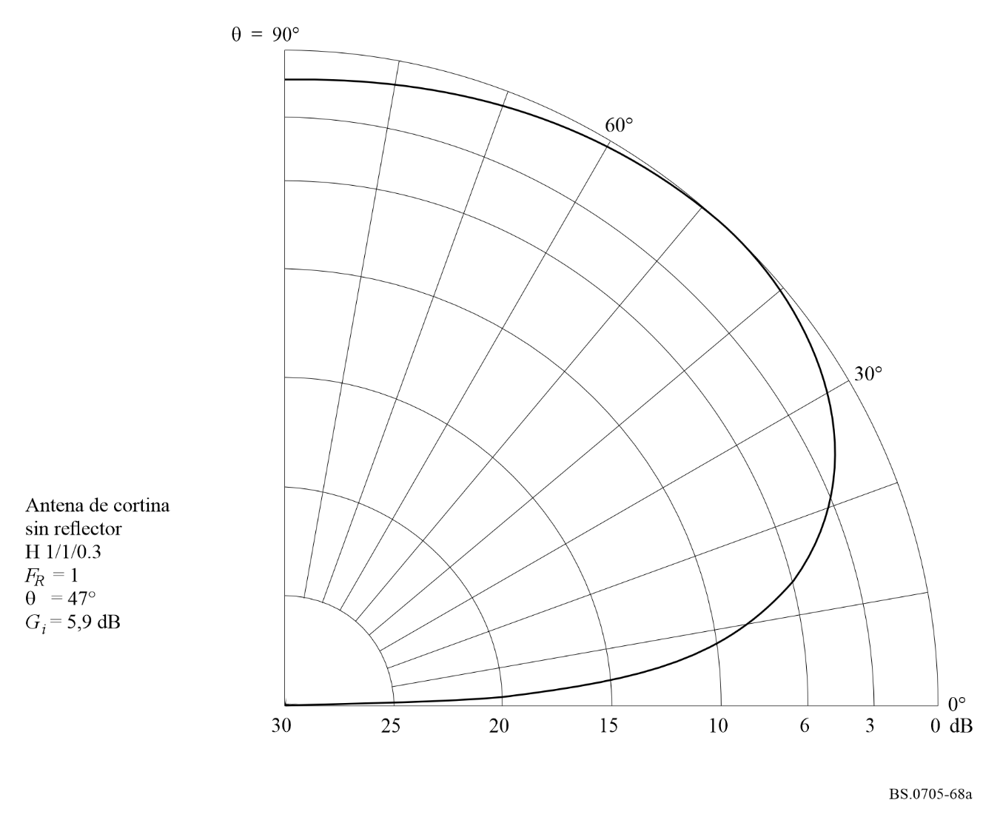 θ = 90°
60°
30°
Antena de cortina
sin reflector
H 1/1/0.3
F_R = 1
θ = 47°
G_i = 5,9 dB
0°
30 25 20 15 10 6 3 0 dB
BS.0705-68a